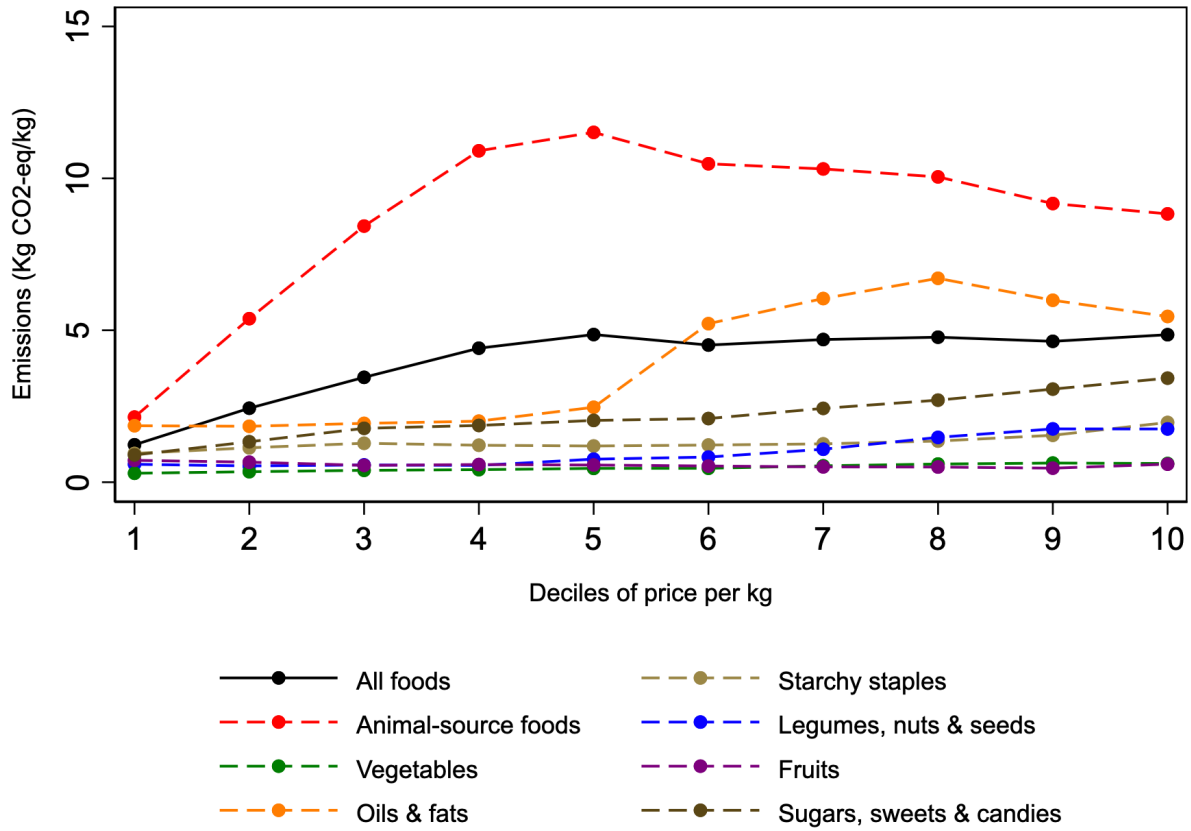 Emissions (Kg CO2-eq/kg)
15
10
5
0
1 2 3 4 5 6 7 8 9 10
Deciles of price per kg
All foods
Starchy staples
Animal-source foods
Legumes, nuts & seeds
Vegetables
Fruits
Oils & fats
Sugars, sweets & candies